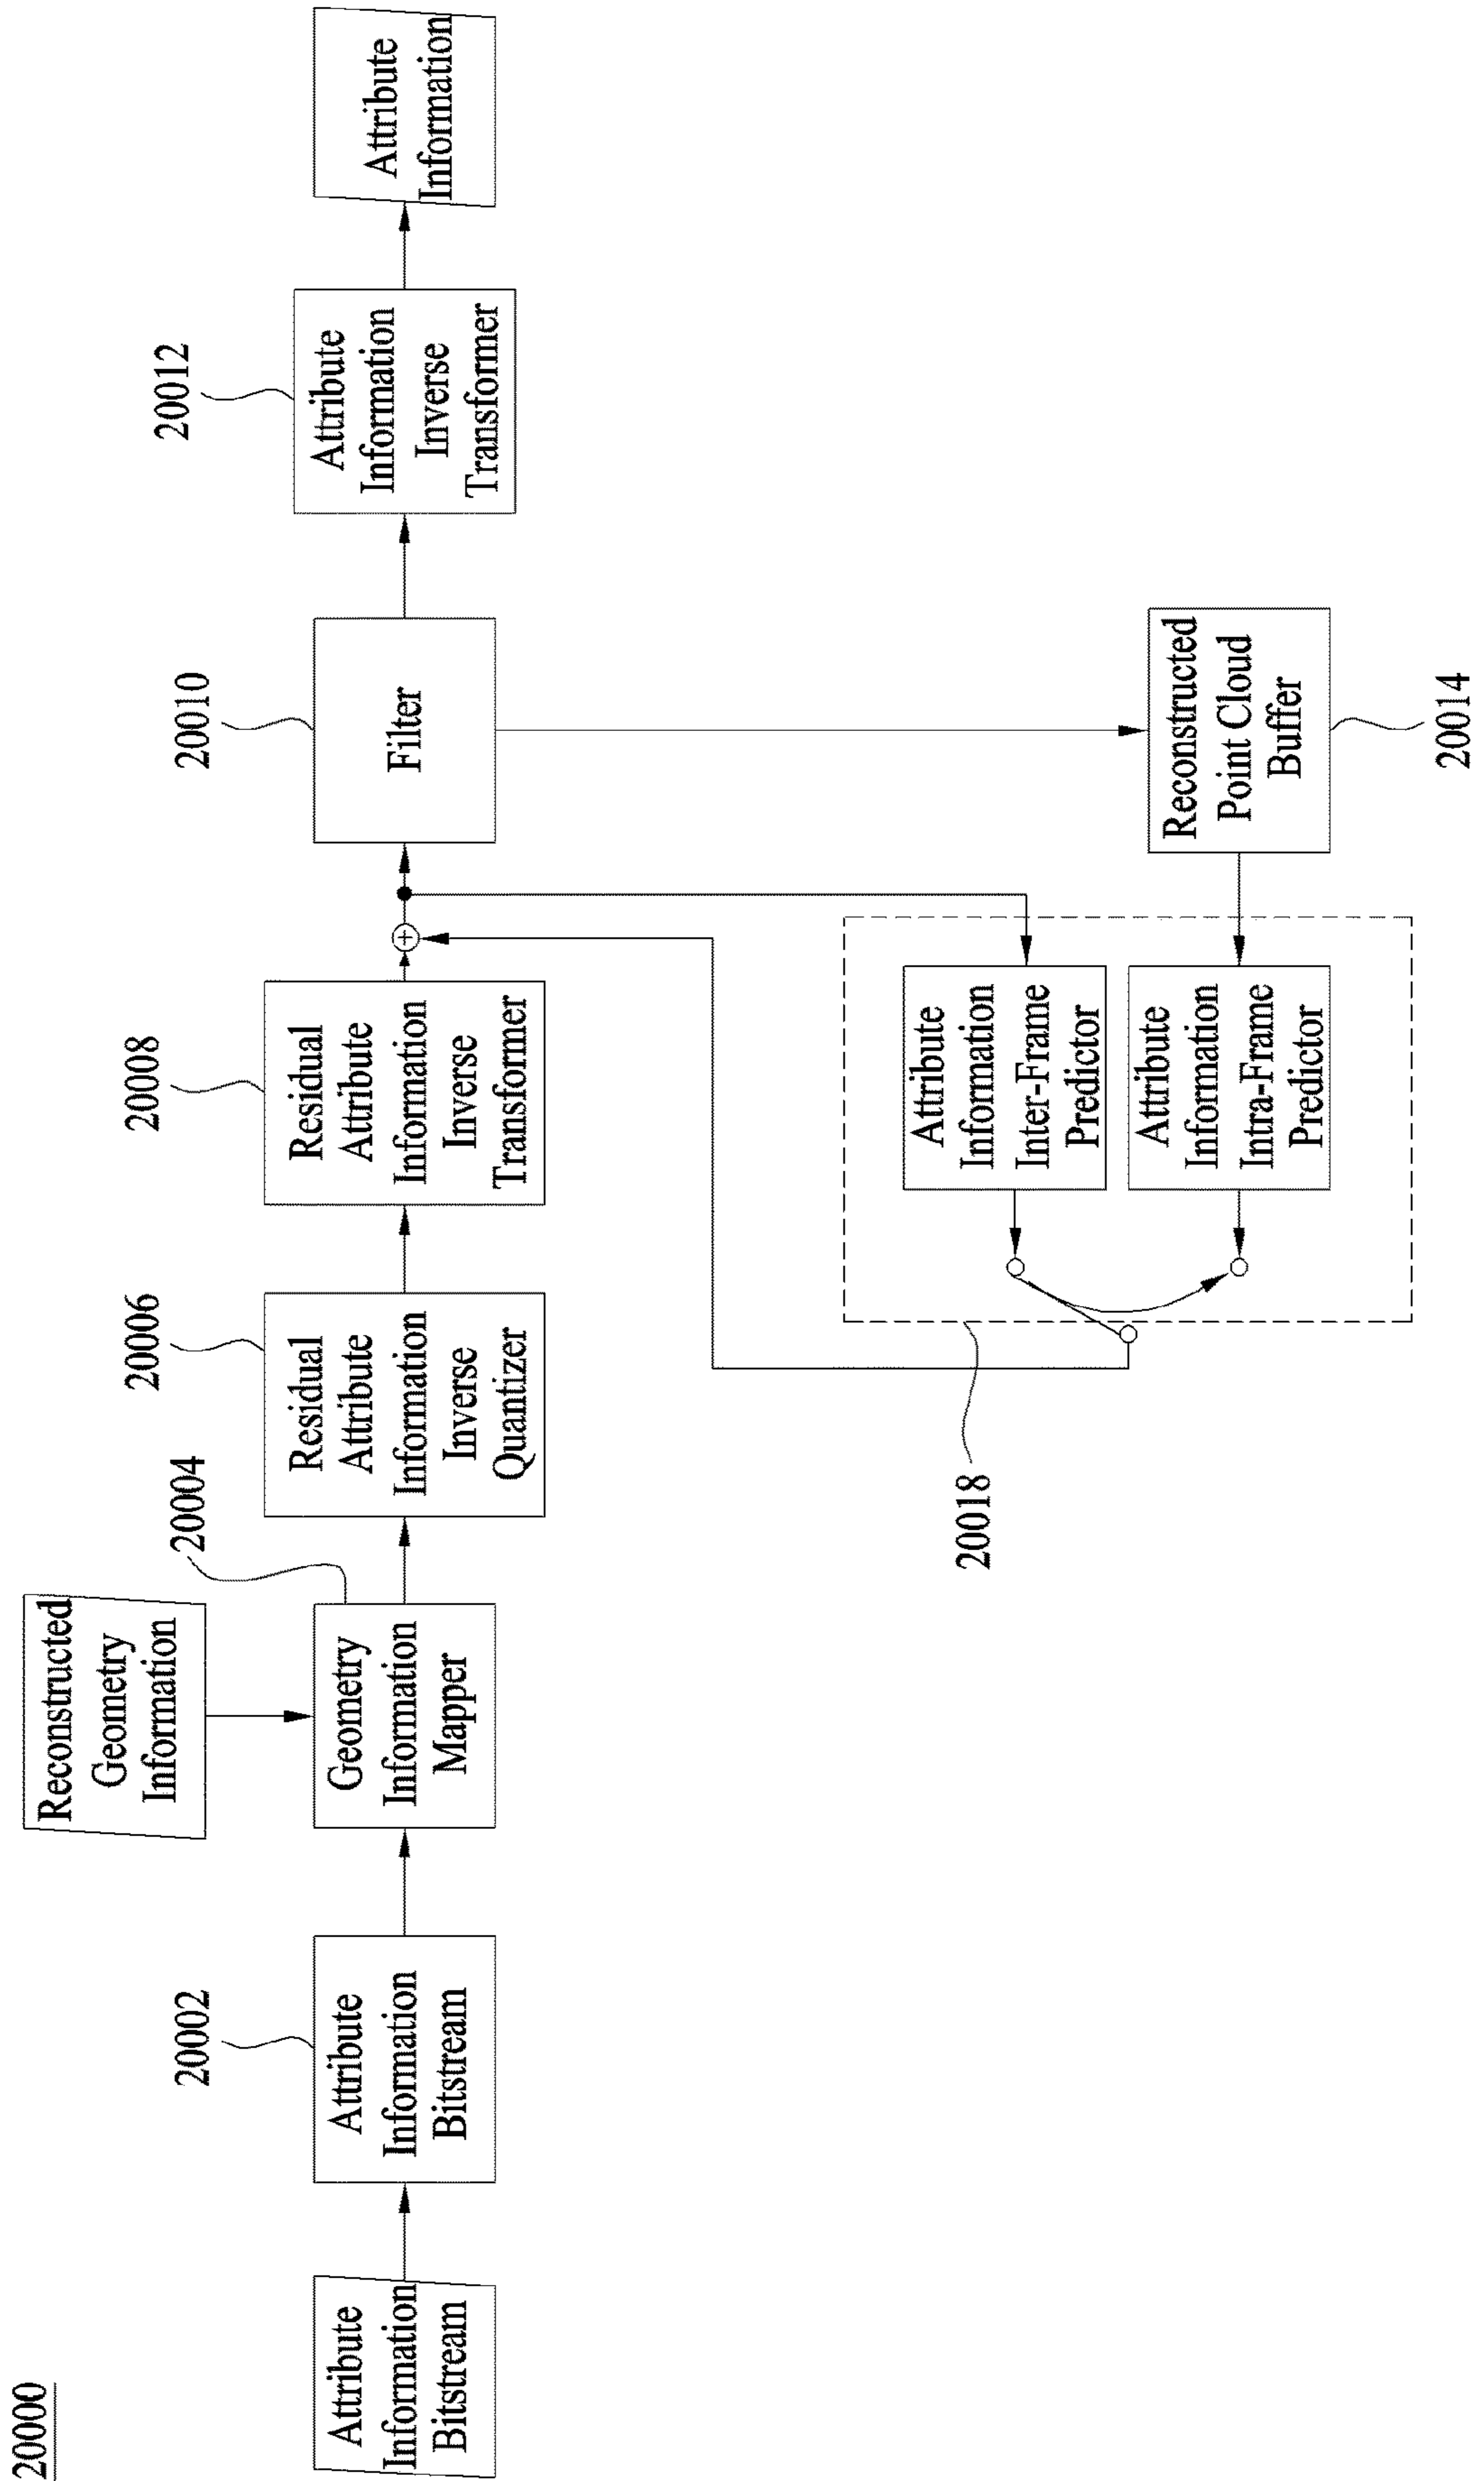 20000
Attribute
Information
Bitstream
20002
Attribute
Information
Bitstream
Reconstructed
Geometry
Information
20004
Geometry
Information
Mapper
20006
Residual
Attribute
Information
Inverse
Quantizer
20008
Residual
Attribute
Information
Inverse
Transformer
+
20010
Filter
20012
Attribute
Information
Inverse
Transformer
Attribute
Information
20018
Attribute
Information
Inter-Frame
Predictor
Attribute
Information
Intra-Frame
Predictor
Reconstructed
Point Cloud
Buffer
20014